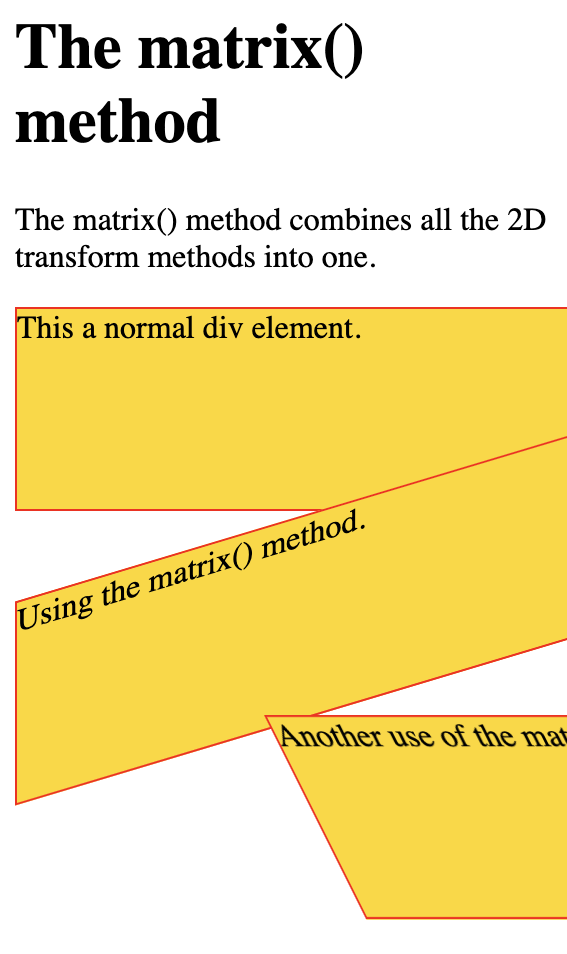 The matrix()
method
The matrix() method combines all the 2D
transform methods into one.
This a normal div element.
Using the matrix() method.
Another use of the mat